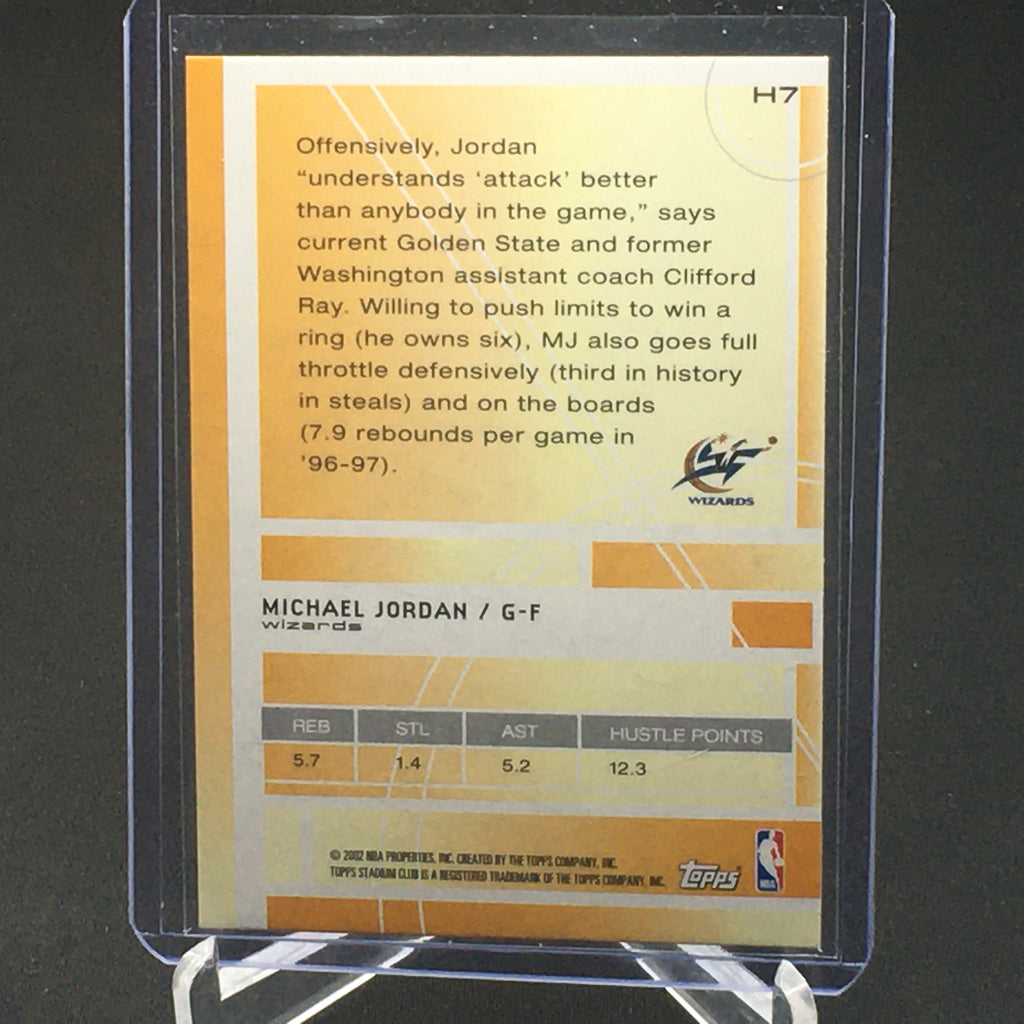 H7
Offensively, Jordan
“understands ‘attack’ better
than anybody in the game,” says
current Golden State and former
Washington assistant coach Clifford
Ray. Willing to push limits to win a
ring (he owns six), MJ also goes full
throttle defensively (third in history
in steals) and on the boards
(7.9 rebounds per game in
'96-97).
WIZARDS
MICHAEL JORDAN / G-F
wizards
REB STL AST HUSTLE POINTS
5.7 1.4 5.2 12.3
© 2002 NBA PROPERTIES, INC. CREATED BY THE TOPPS COMPANY, INC.
TOPPS STADIUM CLUB IS A REGISTERED TRADEMARK OF THE TOPPS COMPANY, INC.
Topps
NBA